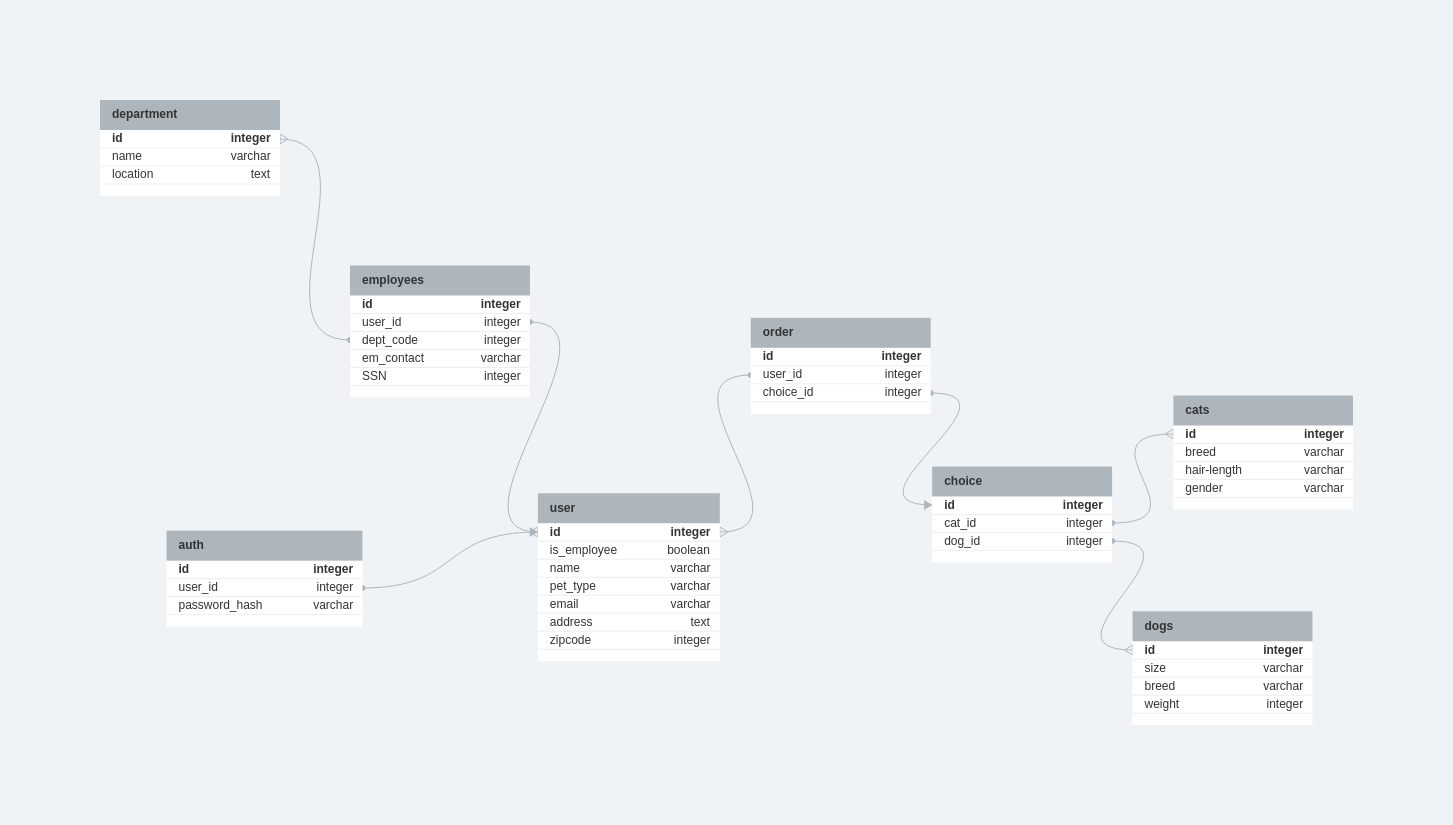 department
id integer
name varchar
location text
employees
id integer
user_id integer
dept_code integer
em_contact varchar
SSN integer
order
id integer
user_id integer
choice_id integer
cats
id integer
breed varchar
hair-length varchar
gender varchar
choice
id integer
cat_id integer
dog_id integer
user
id integer
is_employee boolean
name varchar
pet_type varchar
email varchar
address text
zipcode integer
auth
id integer
user_id integer
password_hash varchar
dogs
id integer
size varchar
breed varchar
weight integer